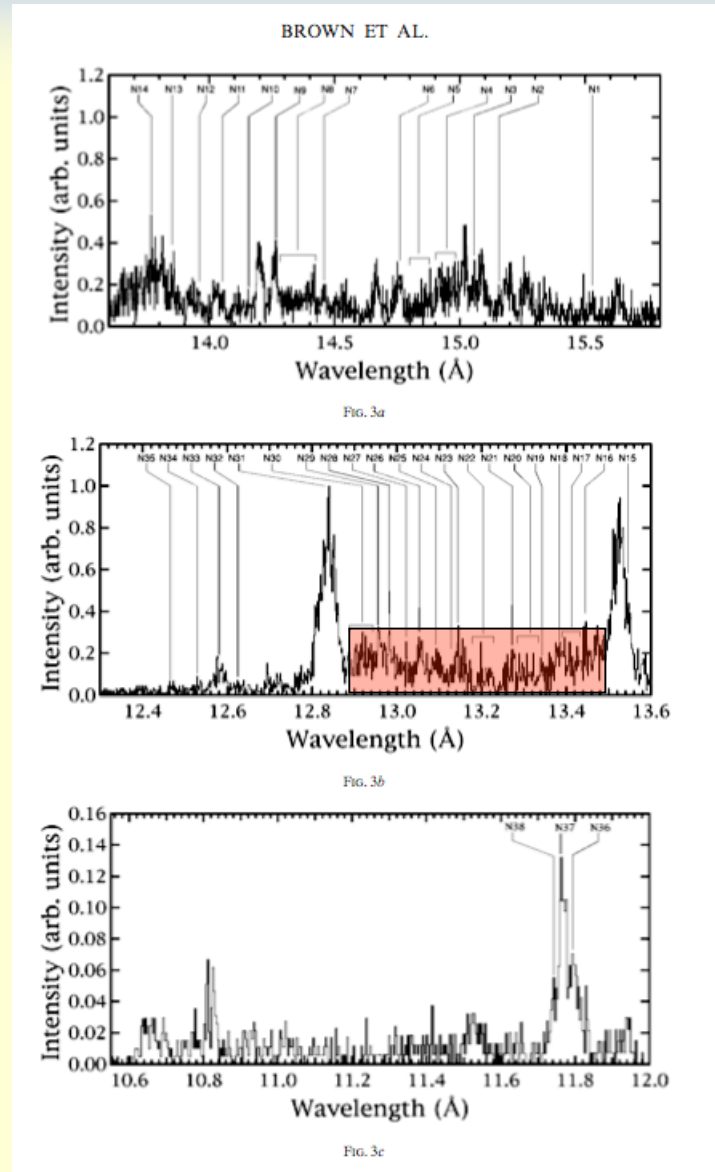 BROWN ET AL.
1.2
N14 N13 N12 N11 N10 N9 N8 N7 N6 N5 N4 N3 N2 N1
1.0
0.8
0.6
0.4
0.2
0.0
Intensity (arb. units)
14.0 14.5 15.0 15.5
Wavelength (Å)
FIG. 3a
1.2
N35 N34 N33 N32 N31 N30 N29 N28 N27 N26 N25 N24 N23 N22 N21 N20 N19 N18 N17 N16 N15
1.0
0.8
0.6
0.4
0.2
0.0
Intensity (arb. units)
12.4 12.6 12.8 13.0 13.2 13.4 13.6
Wavelength (Å)
FIG. 3b
0.16
N38 N37 N36
0.14
0.12
0.10
0.08
0.06
0.04
0.02
0.00
Intensity (arb. units)
10.6 10.8 11.0 11.2 11.4 11.6 11.8 12.0
Wavelength (Å)
FIG. 3c